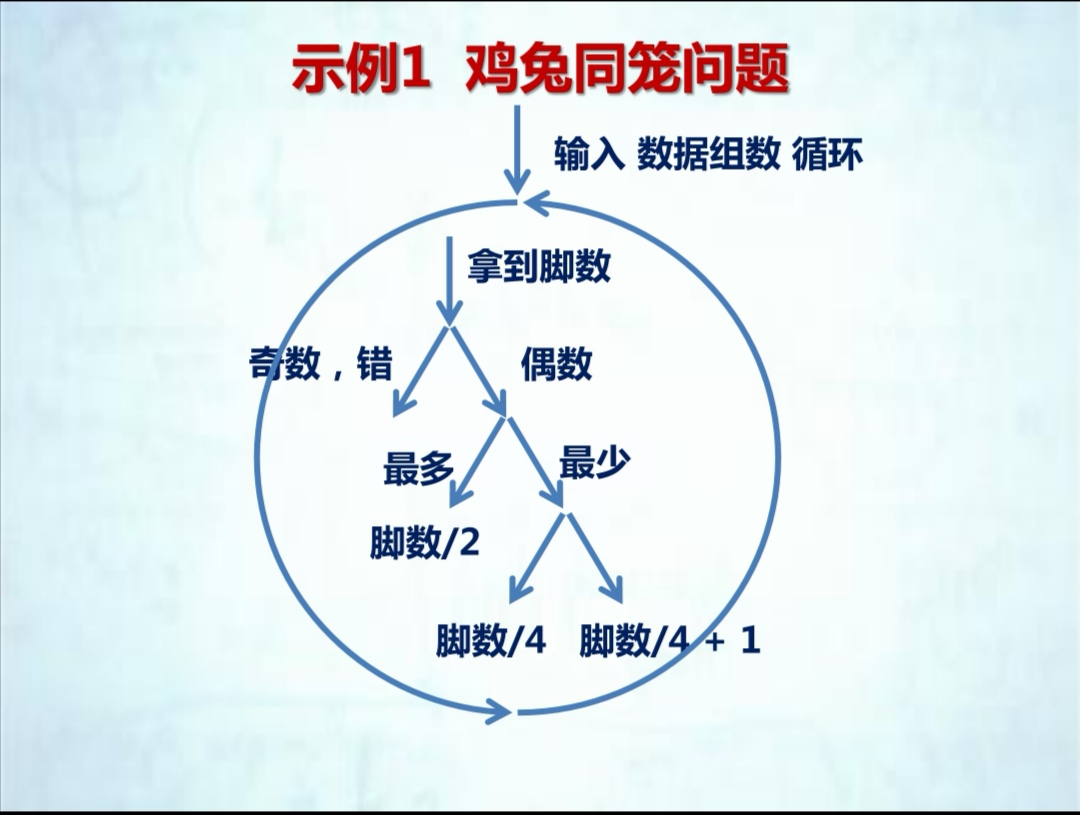 示例1 鸡兔同笼问题
输入 数据组数 循环
拿到脚数
奇数，错
偶数
最多
最少
脚数/2
脚数/4
脚数/4 + 1